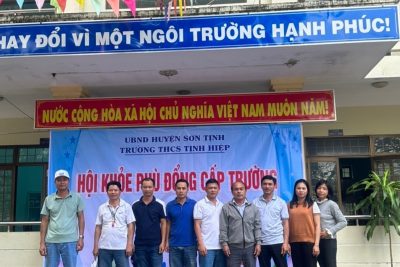 HAY ĐỔI VÌ MỘT NGÔI TRƯỜNG HẠNH PHÚC!
NƯỚC CỘNG HÒA XÃ HỘI CHỦ NGHĨA VIỆT NAM MUÔN NĂM!
UBND HUYỆN SƠN TỊNH
TRƯỜNG THCS TỊNH HIỆP
HỘI KHỎE PHÙ ĐỔNG CẤP TRƯỜNG